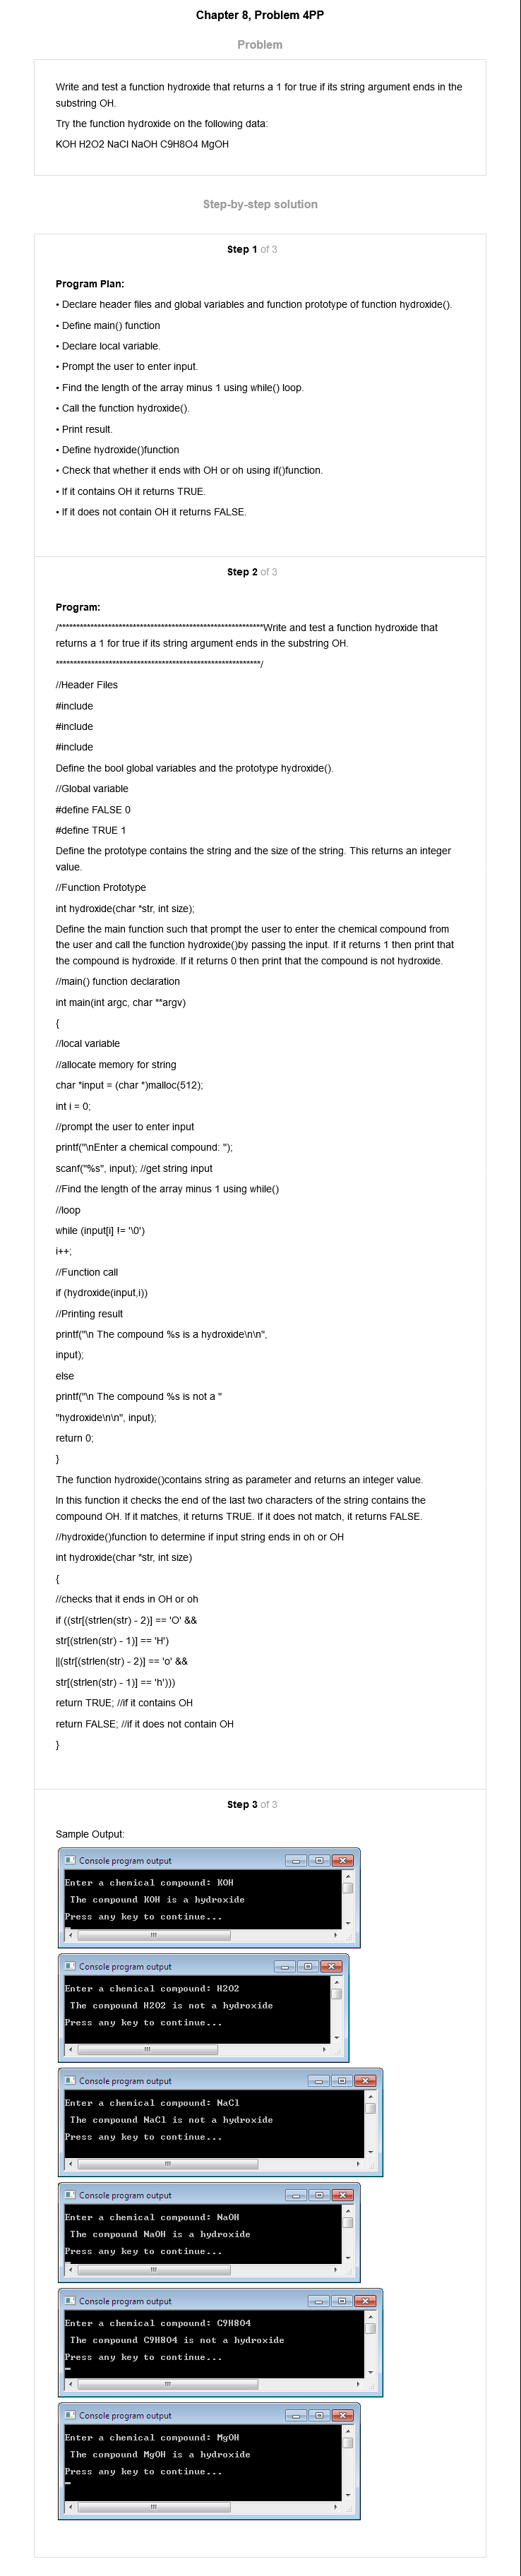 Chapter 8, Problem 4PP
Problem
Write and test a function hydroxide that returns a 1 for true if its string argument ends in the
substring OH.
Try the function hydroxide on the following data:
KOH H2O2 NaCl NaOH C9H8O4 MgOH
Step-by-step solution
Step 1 of 3
Program Plan:
• Declare header files and global variables and function prototype of function hydroxide().
• Define main() function
• Declare local variable.
• Prompt the user to enter input.
• Find the length of the array minus 1 using while() loop.
• Call the function hydroxide().
• Print result.
• Define hydroxide()function
• Check that whether it ends with OH or oh using if()function.
• If it contains OH it returns TRUE.
• If it does not contain OH it returns FALSE.
Step 2 of 3
Program:
/**********************************************************Write and test a function hydroxide that
returns a 1 for true if its string argument ends in the substring OH.
**********************************************************/
//Header Files
#include
#include
#include
Define the bool global variables and the prototype hydroxide().
//Global variable
#define FALSE 0
#define TRUE 1
Define the prototype contains the string and the size of the string. This returns an integer
value.
//Function Prototype
int hydroxide(char *str, int size);
Define the main function such that prompt the user to enter the chemical compound from
the user and call the function hydroxide()by passing the input. If it returns 1 then print that
the compound is hydroxide. If it returns 0 then print that the compound is not hydroxide.
//main() function declaration
int main(int argc, char **argv)
{
//local variable
//allocate memory for string
char *input = (char *)malloc(512);
int i = 0;
//prompt the user to enter input
printf("\nEnter a chemical compound: ");
scanf("%s", input); //get string input
//Find the length of the array minus 1 using while()
//loop
while (input[i] != '\0')
i++;
//Function call
if (hydroxide(input,i))
//Printing result
printf("\n The compound %s is a hydroxide\n\n",
input);
else
printf("\n The compound %s is not a "
"hydroxide\n\n", input);
return 0;
}
The function hydroxide()contains string as parameter and returns an integer value.
In this function it checks the end of the last two characters of the string contains the
compound OH. If it matches, it returns TRUE. If it does not match, it returns FALSE.
//hydroxide()function to determine if input string ends in oh or OH
int hydroxide(char *str, int size)
{
//checks that it ends in OH or oh
if ((str[(strlen(str) - 2)] == 'O' &&
str[(strlen(str) - 1)] == 'H')
||(str[(strlen(str) - 2)] == 'o' &&
str[(strlen(str) - 1)] == 'h')))
return TRUE; //if it contains OH
return FALSE; //if it does not contain OH
}
Step 3 of 3
Sample Output:
Console program output
Enter a chemical compound: KOH
The compound KOH is a hydroxide
Press any key to continue...
Console program output
Enter a chemical compound: H2O2
The compound H2O2 is not a hydroxide
Press any key to continue...
Console program output
Enter a chemical compound: NaCl
The compound NaCl is not a hydroxide
Press any key to continue...
Console program output
Enter a chemical compound: NaOH
The compound NaOH is a hydroxide
Press any key to continue...
Console program output
Enter a chemical compound: C9H8O4
The compound C9H8O4 is not a hydroxide
Press any key to continue...
Console program output
Enter a chemical compound: MgOH
The compound MgOH is a hydroxide
Press any key to continue...